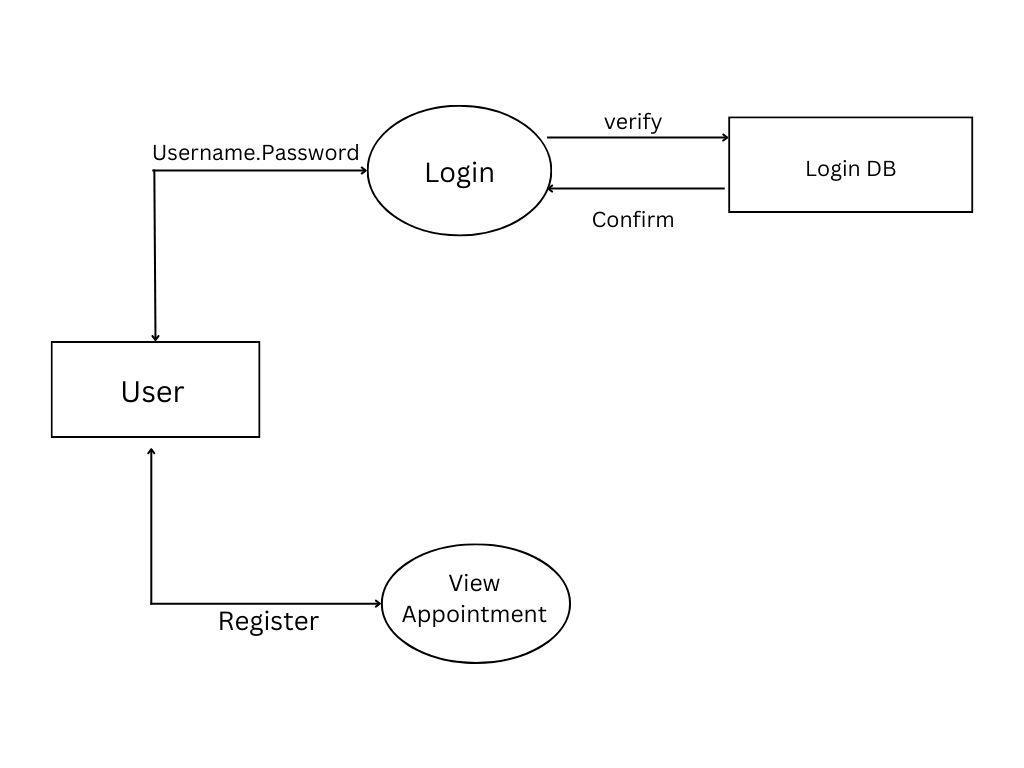 verify
Username.Password
Login
Login DB
Confirm
User
View
Appointment
Register